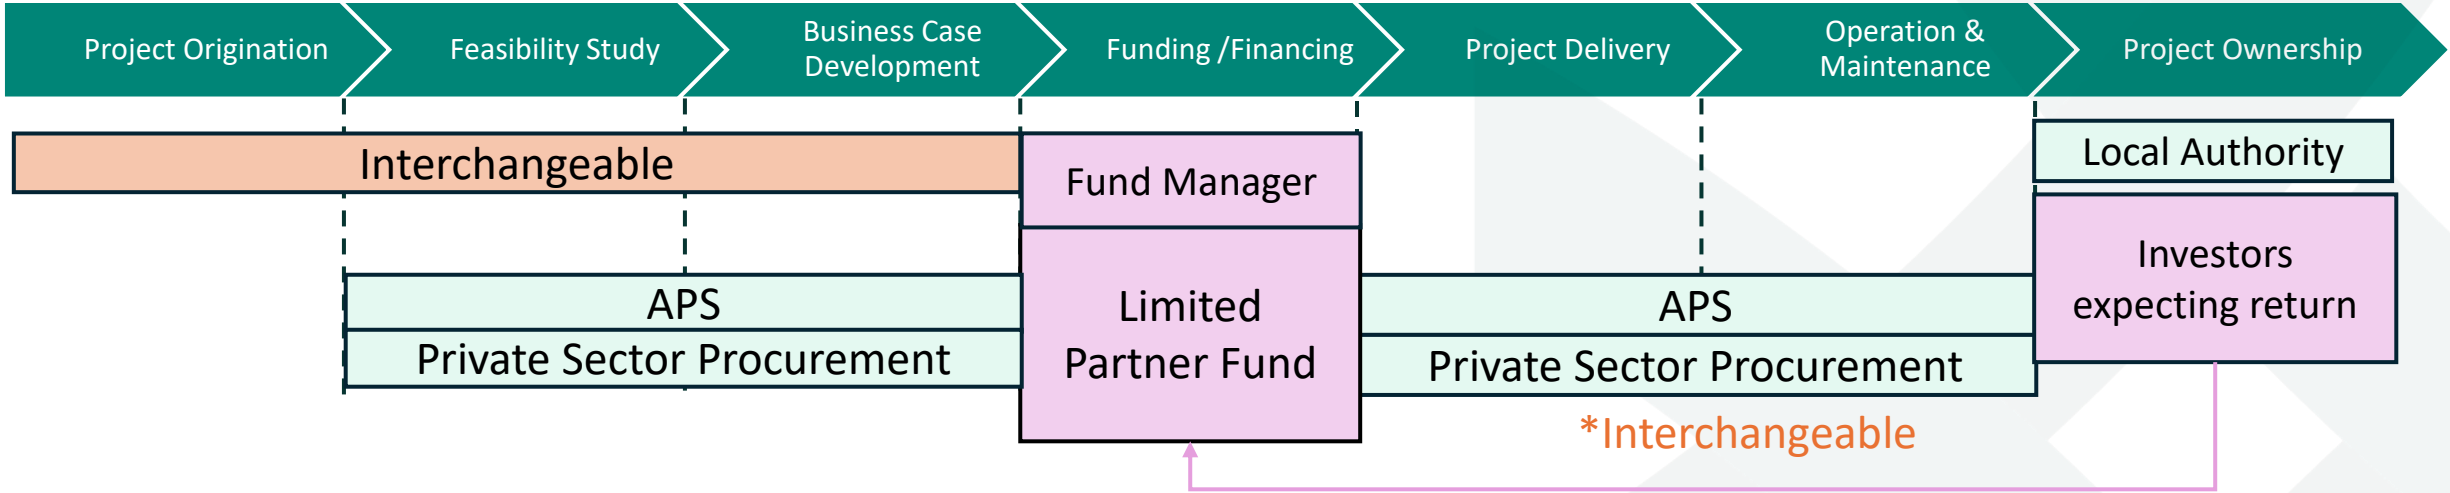 Project Origination
Feasibility Study
Business Case
Development
Funding /Financing
Project Delivery
Operation &
Maintenance
Project Ownership
Interchangeable
Fund Manager
Local Authority
Investors
expecting return
APS
Private Sector Procurement
Limited
Partner Fund
APS
Private Sector Procurement
*Interchangeable